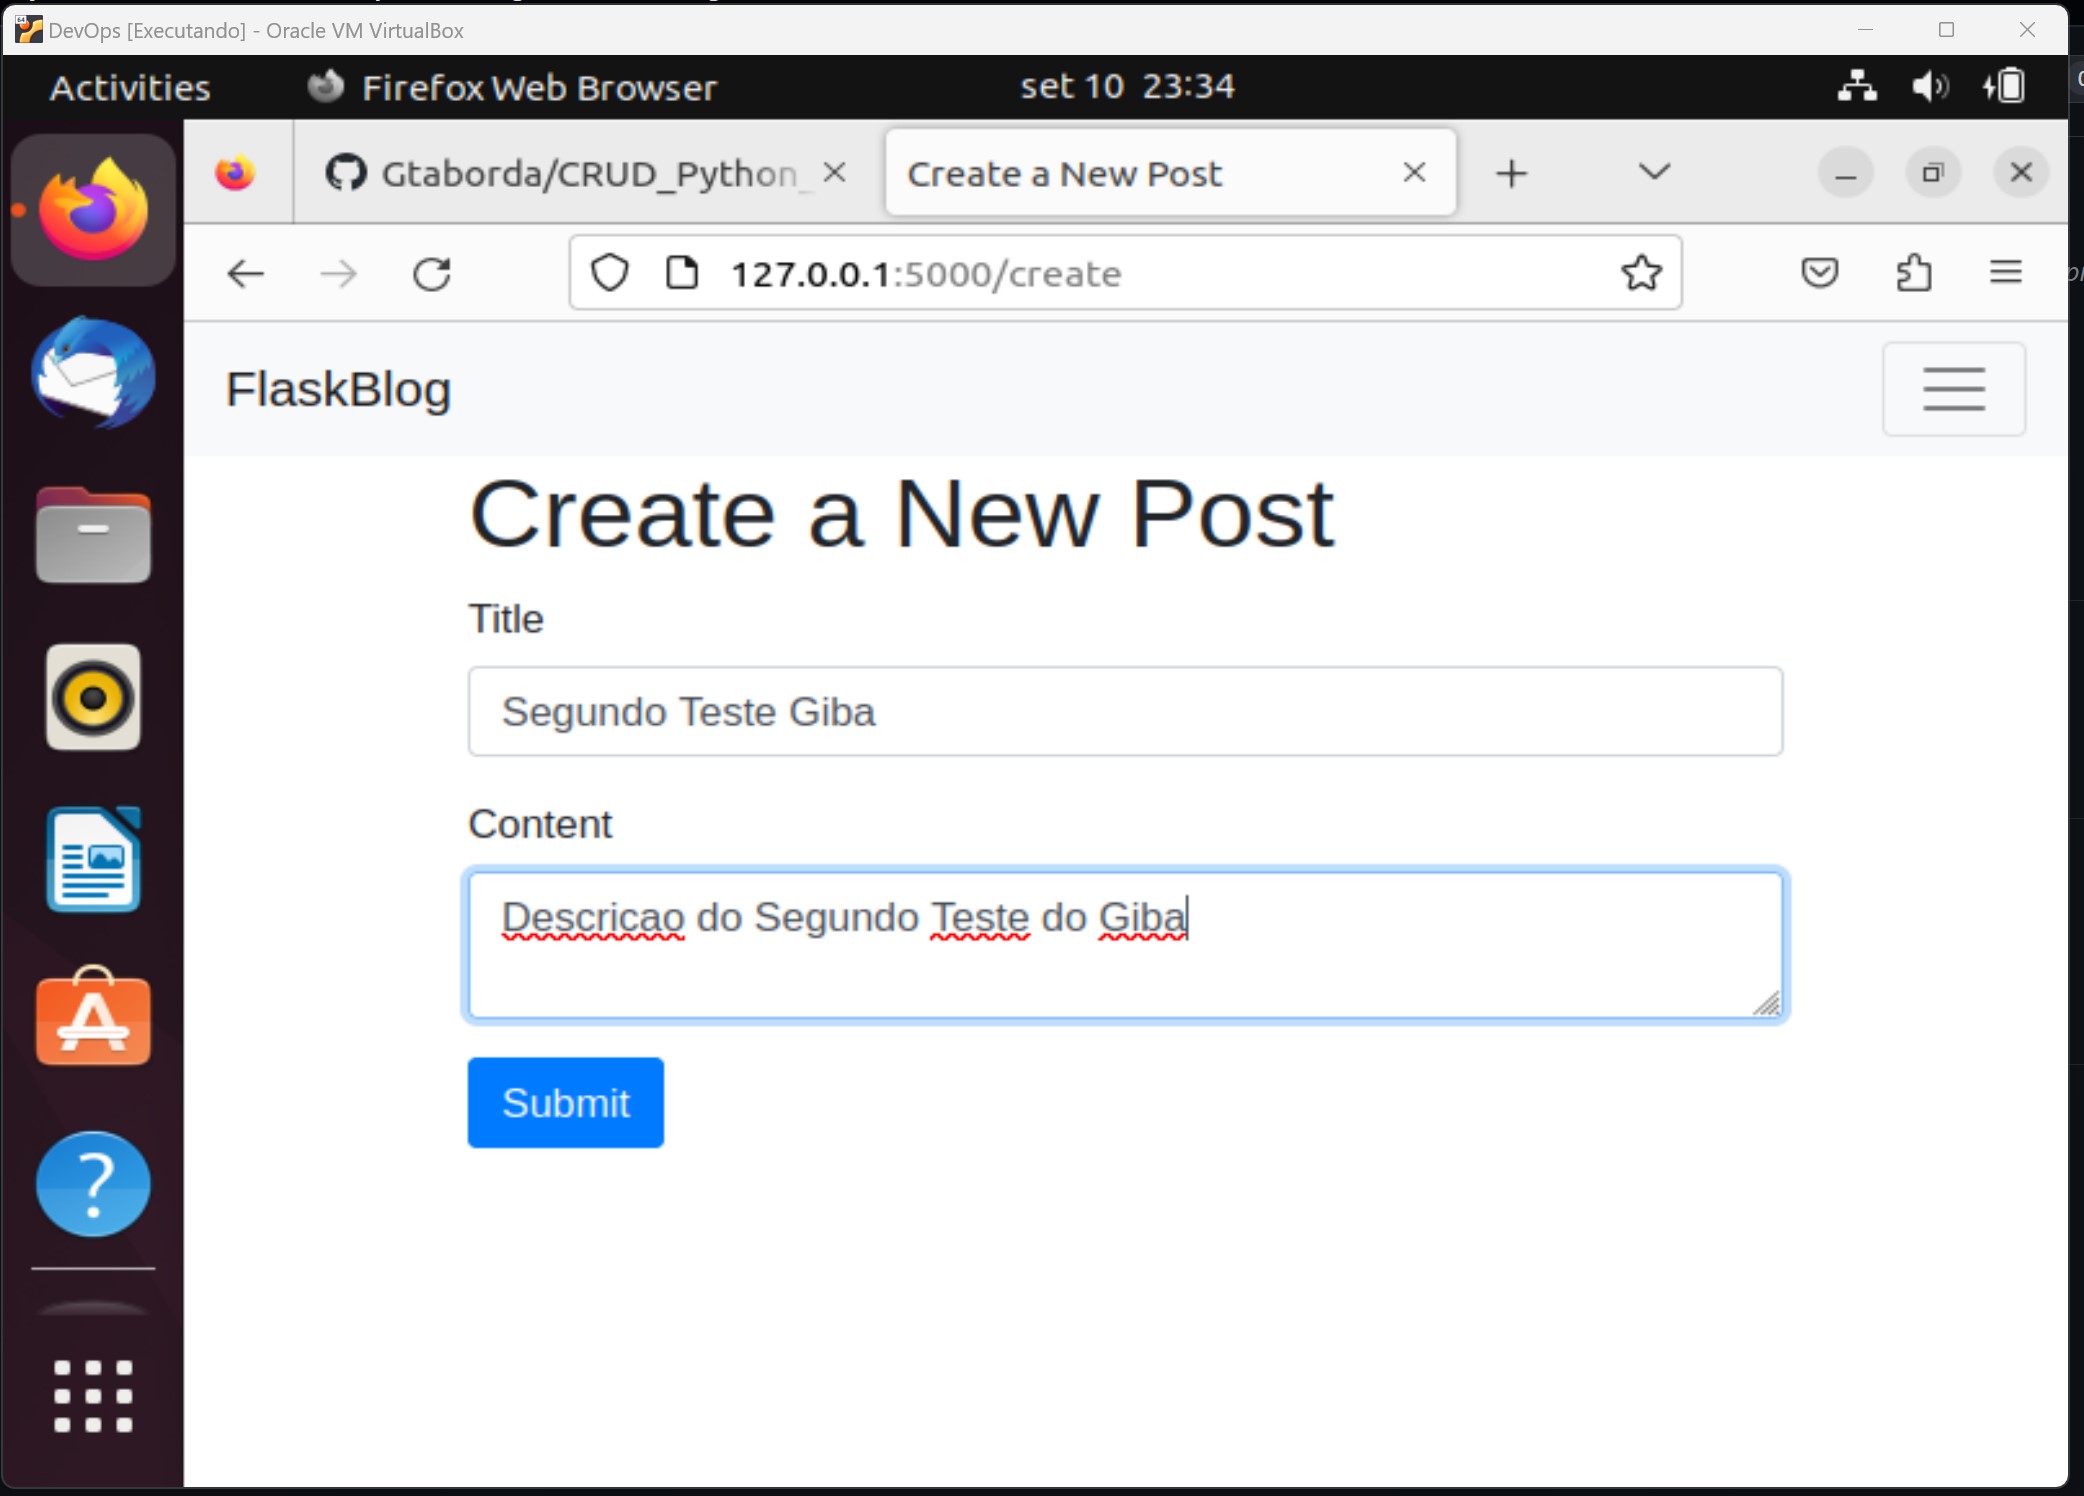 DevOps [Executando] - Oracle VM VirtualBox
Activities Firefox Web Browser set 10 23:34
Gtaborda/CRUD_Python_ Create a New Post
127.0.0.1:5000/create
FlaskBlog
Create a New Post
Title
Segundo Teste Giba
Content
Descricao do Segundo Teste do Giba
Submit